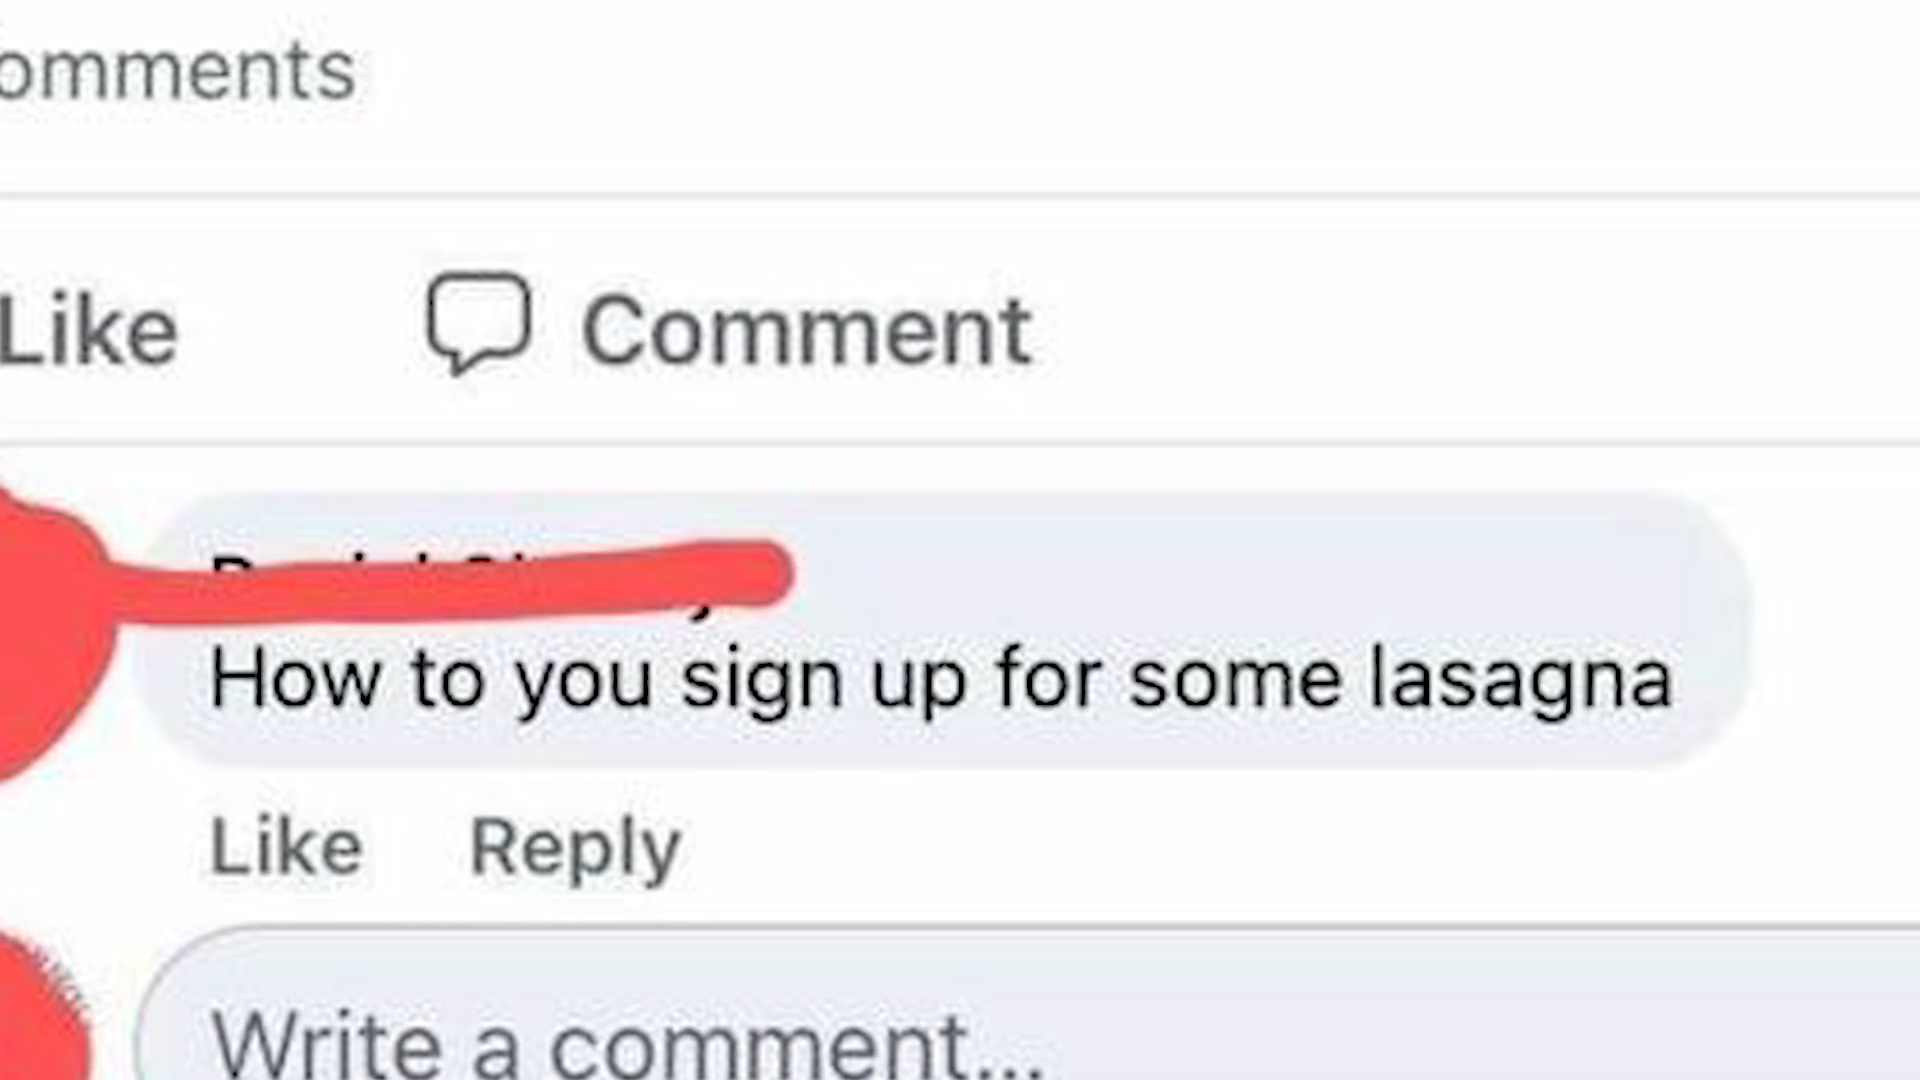 omments
Like Comment
How to you sign up for some lasagna
Like Reply
Write a comment...